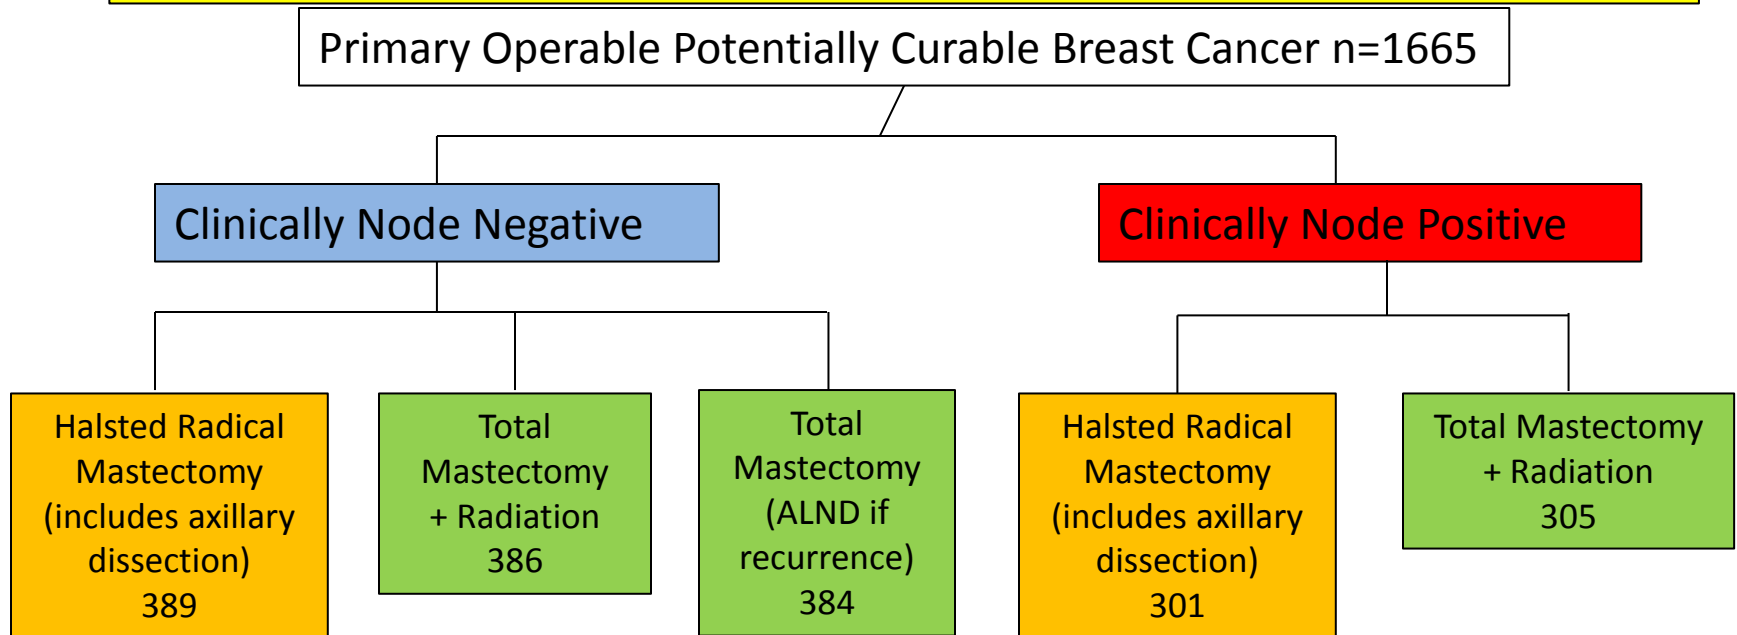 Primary Operable Potentially Curable Breast Cancer n=1665
Clinically Node Negative
Clinically Node Positive
Halsted Radical
Mastectomy
(includes axillary
dissection)
389
Total
Mastectomy
+ Radiation
386
Total
Mastectomy
(ALND if
recurrence)
384
Halsted Radical
Mastectomy
(includes axillary
dissection)
301
Total Mastectomy
+ Radiation
305